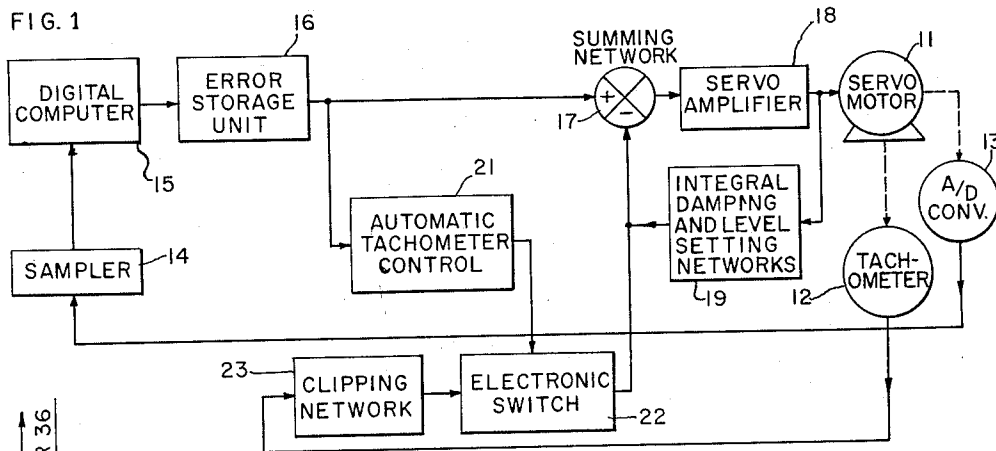 FIG. 1
DIGITAL
COMPUTER
15
16
ERROR
STORAGE
UNIT
SUMMING
NETWORK
+
-
17
18
SERVO
AMPLIFIER
11
SERVO
MOTOR
13
A/D
CONV.
SAMPLER
14
21
AUTOMATIC
TACHOMETER
CONTROL
INTEGRAL
DAMPNG
AND LEVEL
SETTING
NETWORKS
19
TACH-
OMETER
12
23
CLIPPING
NETWORK
ELECTRONIC
SWITCH
22
R 36